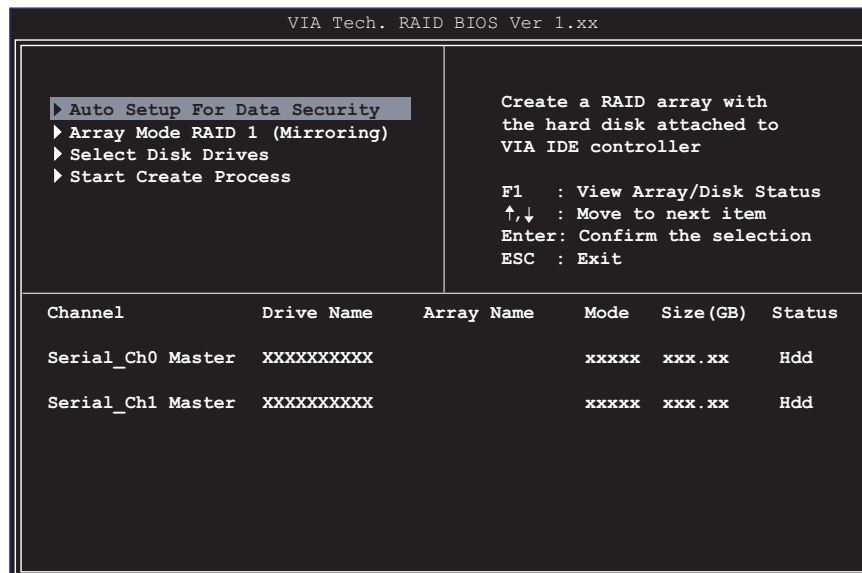 VIA Tech. RAID BIOS Ver 1.xx
Auto Setup For Data Security
Array Mode RAID 1 (Mirroring)
Select Disk Drives
Start Create Process
Create a RAID array with
the hard disk attached to
VIA IDE controller
F1 : View Array/Disk Status
↑,↓ : Move to next item
Enter: Confirm the selection
ESC : Exit
Channel Drive Name Array Name Mode Size(GB) Status
Serial_Ch0 Master XXXXXXXXXX xxxxx xxx.xx Hdd
Serial_Ch1 Master XXXXXXXXXX xxxxx xxx.xx Hdd